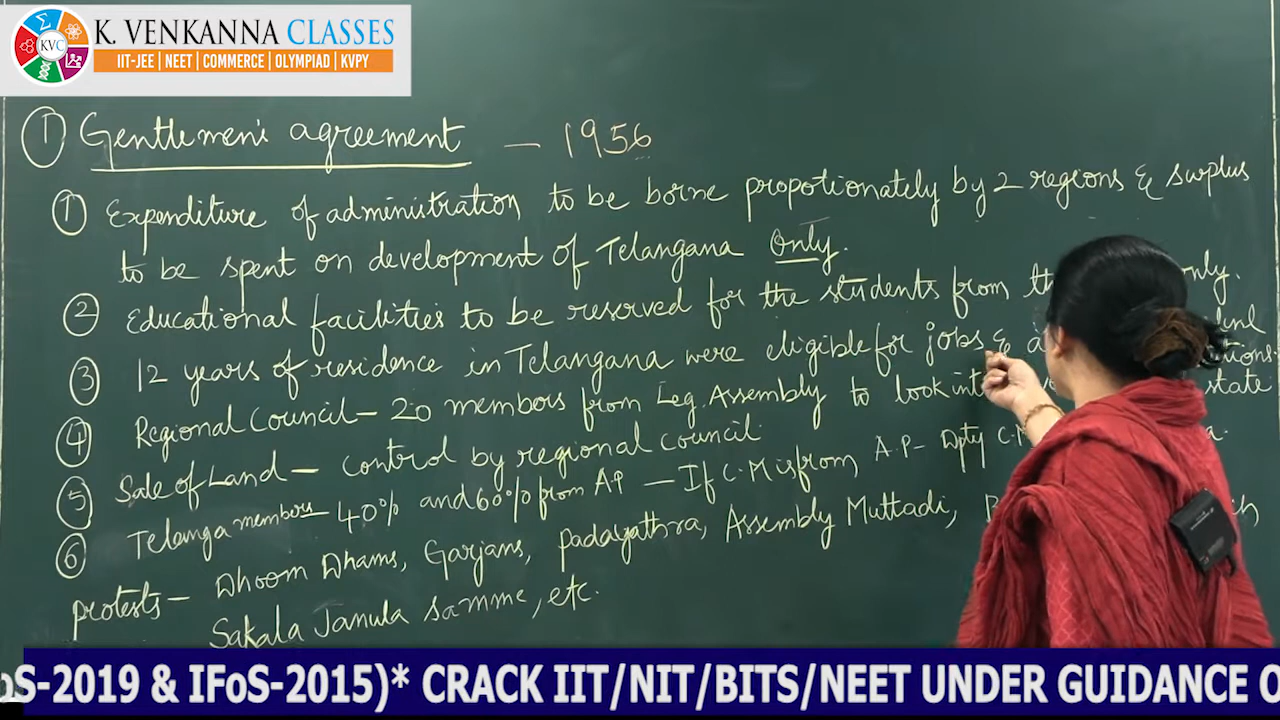 KVC
K. VENKANNA CLASSES
IIT-JEE | NEET | COMMERCE | OLYMPIAD | KVPY
① Gentlemen's agreement — 1956
① Expenditure of administration to be borne propotionately by 2 regions & surplus
to be spent on development of Telangana Only.
② Educational facilities to be reserved for the students from only.
③ 12 years of residence in Telangana were eligible for jobs &
④ Regional Council — 20 members from Leg. Assembly to look state
⑤ Sale of Land — control by regional council.
⑥ Telanga members — 40% and 60% from AP — If C.M is from A.P — Dpty
protests — Dhoom Dhams, Garjans, padayathra, Assembly Muttadi,
Sakala Janula samme, etc.
S-2019 & IFoS-2015)* CRACK IIT/NIT/BITS/NEET UNDER GUIDANCE